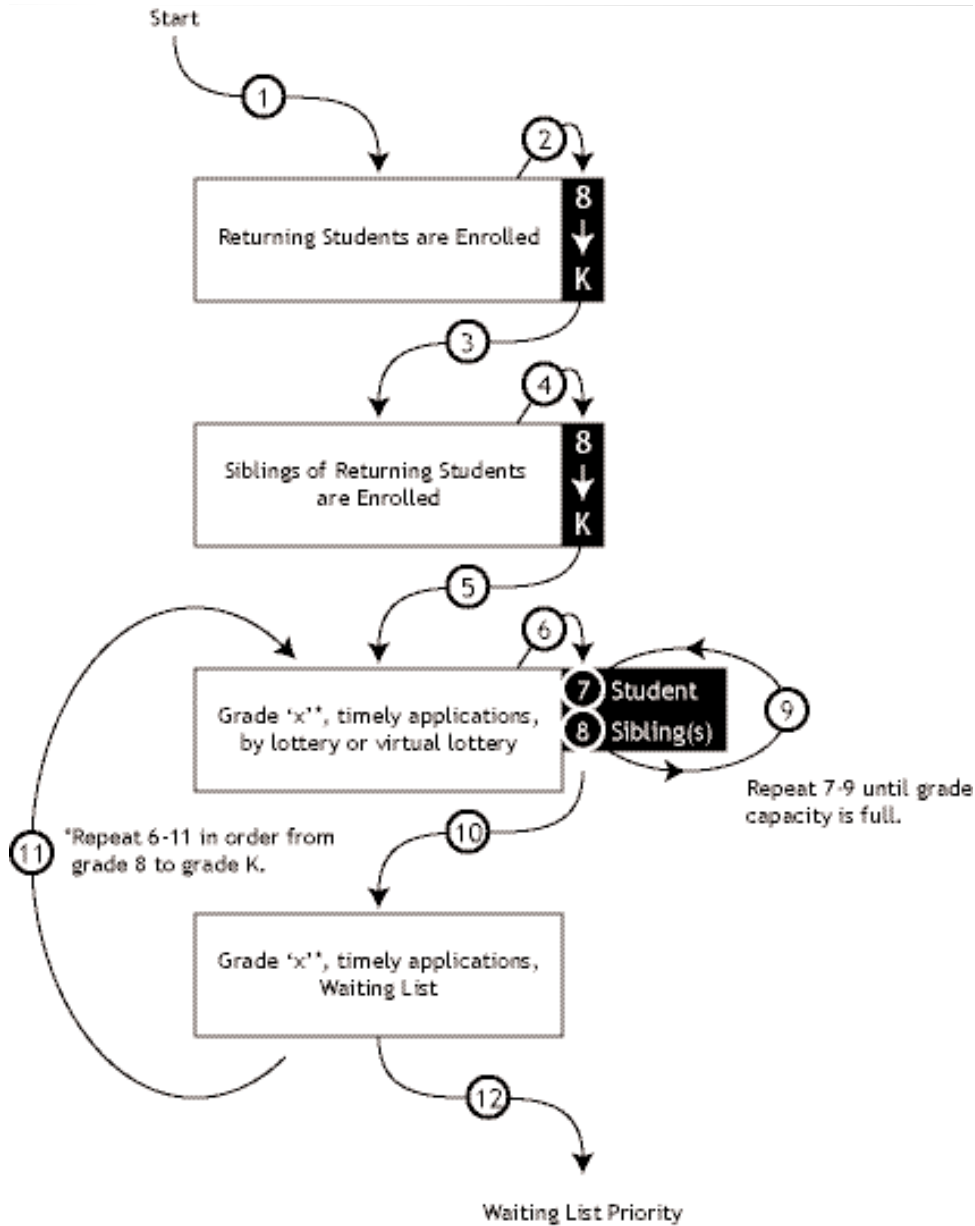 Start
1
2
8
K
Returning Students are Enrolled
3
4
8
K
Siblings of Returning Students
are Enrolled
5
6
7 Student
8 Sibling(s)
9
Grade ‘x’*, timely applications,
by lottery or virtual lottery
Repeat 7-9 until grade
capacity is full.
10
11
*Repeat 6-11 in order from
grade 8 to grade K.
Grade ‘x’*, timely applications,
Waiting List
12
Waiting List Priority